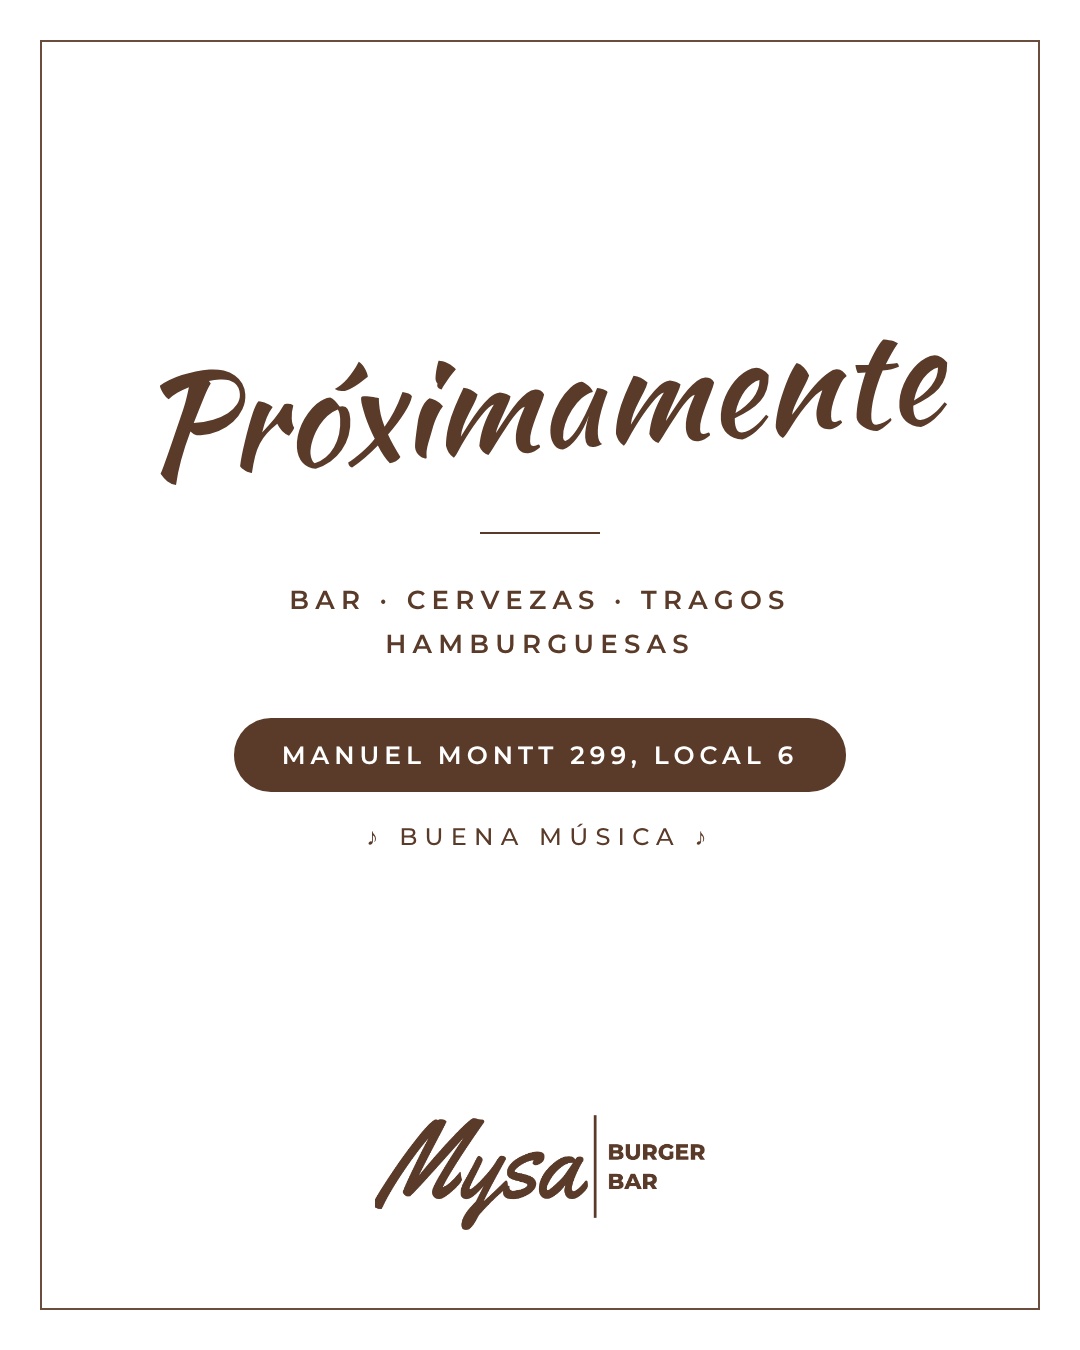 Próximamente
BAR · CERVEZAS · TRAGOS
HAMBURGUESAS
MANUEL MONTT 299, LOCAL 6
♪ BUENA MÚSICA ♪
Mysa
BURGER
BAR